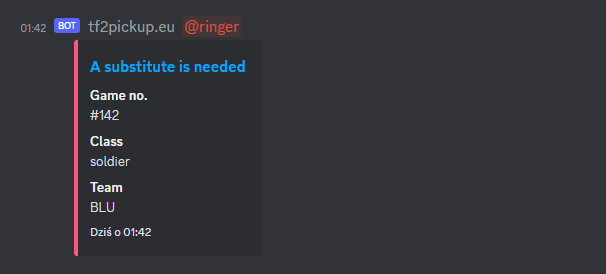 01:42 BOT tf2pickup.eu @ringer
A substitute is needed
Game no.
#142
Class
soldier
Team
BLU
Dziś o 01:42